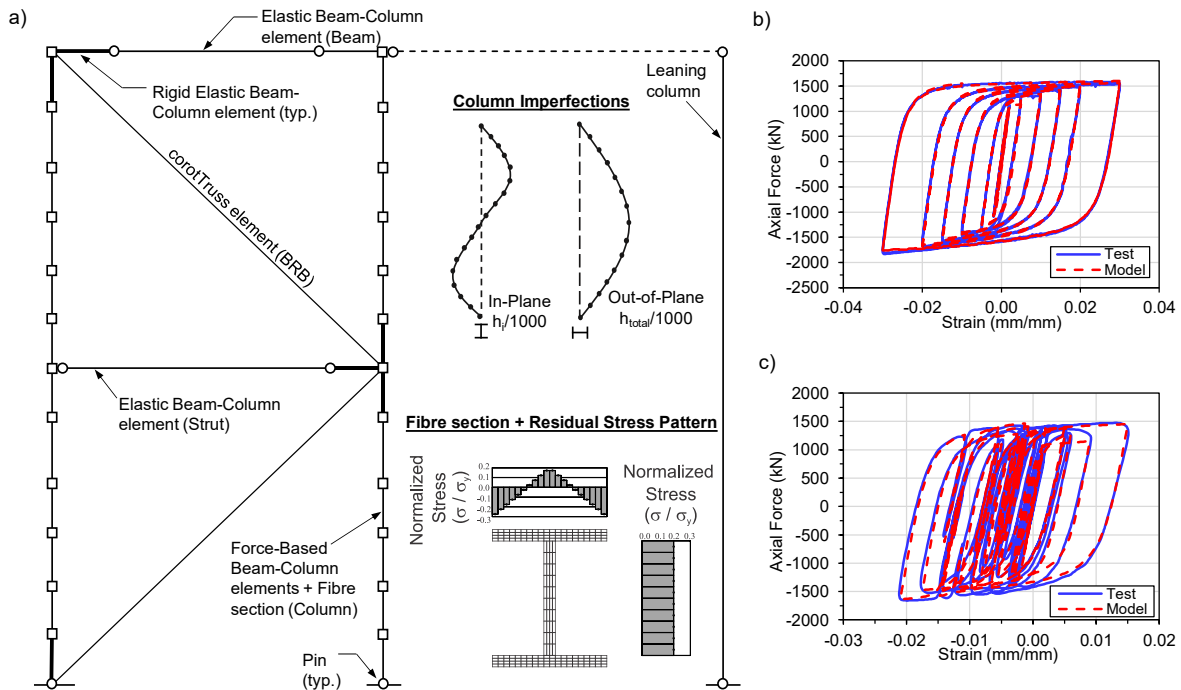 a)
Elastic Beam-Column
element (Beam)
Rigid Elastic Beam-
Column element (typ.)
corotTruss element (BRB)
Elastic Beam-Column
element (Strut)
Force-Based
Beam-Column
elements + Fibre
section (Column)
Pin
(typ.)
Leaning
column
Column Imperfections
In-Plane
hi/1000
Out-of-Plane
htotal/1000
Fibre section + Residual Stress Pattern
Normalized
Stress
(σ / σy)
0.2
0.1
0
-0.1
-0.2
-0.3
Normalized
Stress
(σ / σy)
0.0 0.1 0.2 0.3
b)
Axial Force (kN)
2000
1500
1000
500
0
-500
-1000
-1500
-2000
-2500
Test
Model
-0.04 -0.02 0.00 0.02 0.04
Strain (mm/mm)
c)
Axial Force (kN)
2000
1500
1000
500
0
-500
-1000
-1500
-2000
Test
Model
-0.03 -0.02 -0.01 0.00 0.01 0.02
Strain (mm/mm)